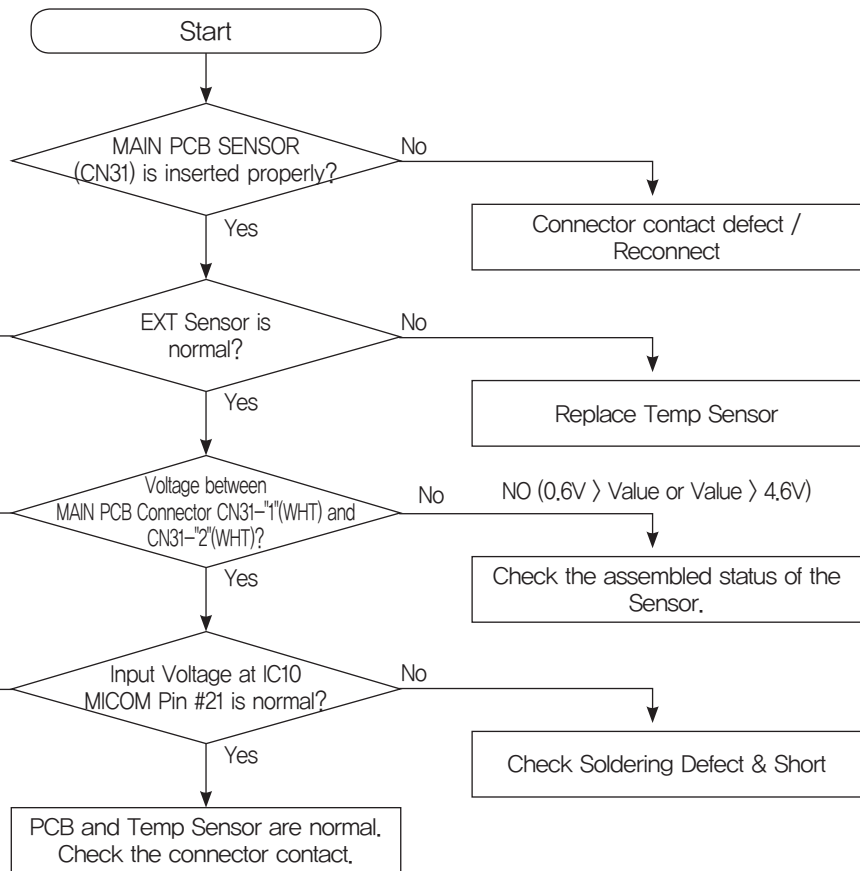 Start
MAIN PCB SENSOR
(CN31) is inserted properly?
No
Connector contact defect /
Reconnect
Yes
EXT Sensor is
normal?
No
Replace Temp Sensor
Yes
Voltage between
MAIN PCB Connector CN31-"1"(WHT) and
CN31-"2"(WHT)?
No
NO (0.6V 〉 Value or Value 〉 4.6V)
Check the assembled status of the
Sensor.
Yes
Input Voltage at IC10
MICOM Pin #21 is normal?
No
Check Soldering Defect & Short
Yes
PCB and Temp Sensor are normal.
Check the connector contact.